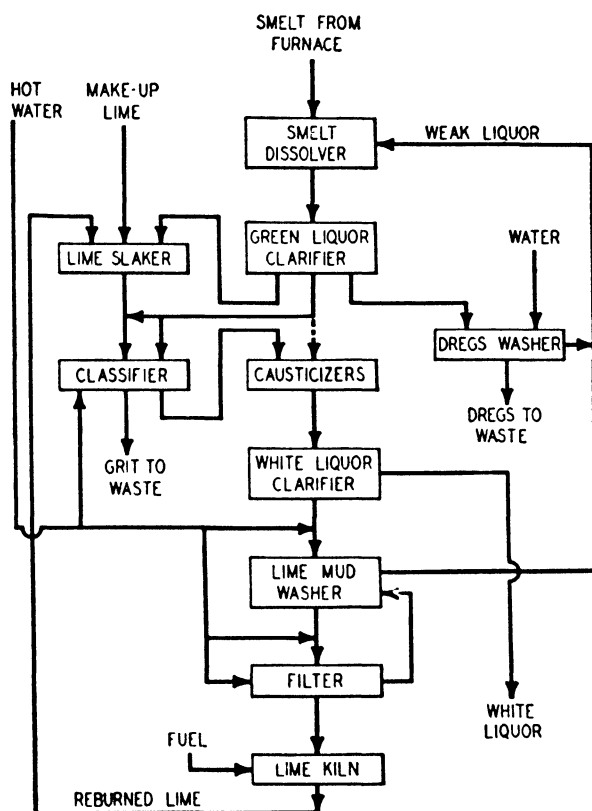 SMELT FROM
FURNACE
HOT
WATER
MAKE-UP
LIME
SMELT
DISSOLVER
WEAK LIQUOR
GREEN LIQUOR
CLARIFIER
WATER
LIME SLAKER
DREGS WASHER
CLASSIFIER
CAUSTICIZERS
DREGS TO
WASTE
GRIT TO
WASTE
WHITE LIQUOR
CLARIFIER
LIME MUD
WASHER
FILTER
WHITE
LIQUOR
FUEL
LIME KILN
REBURNED LIME